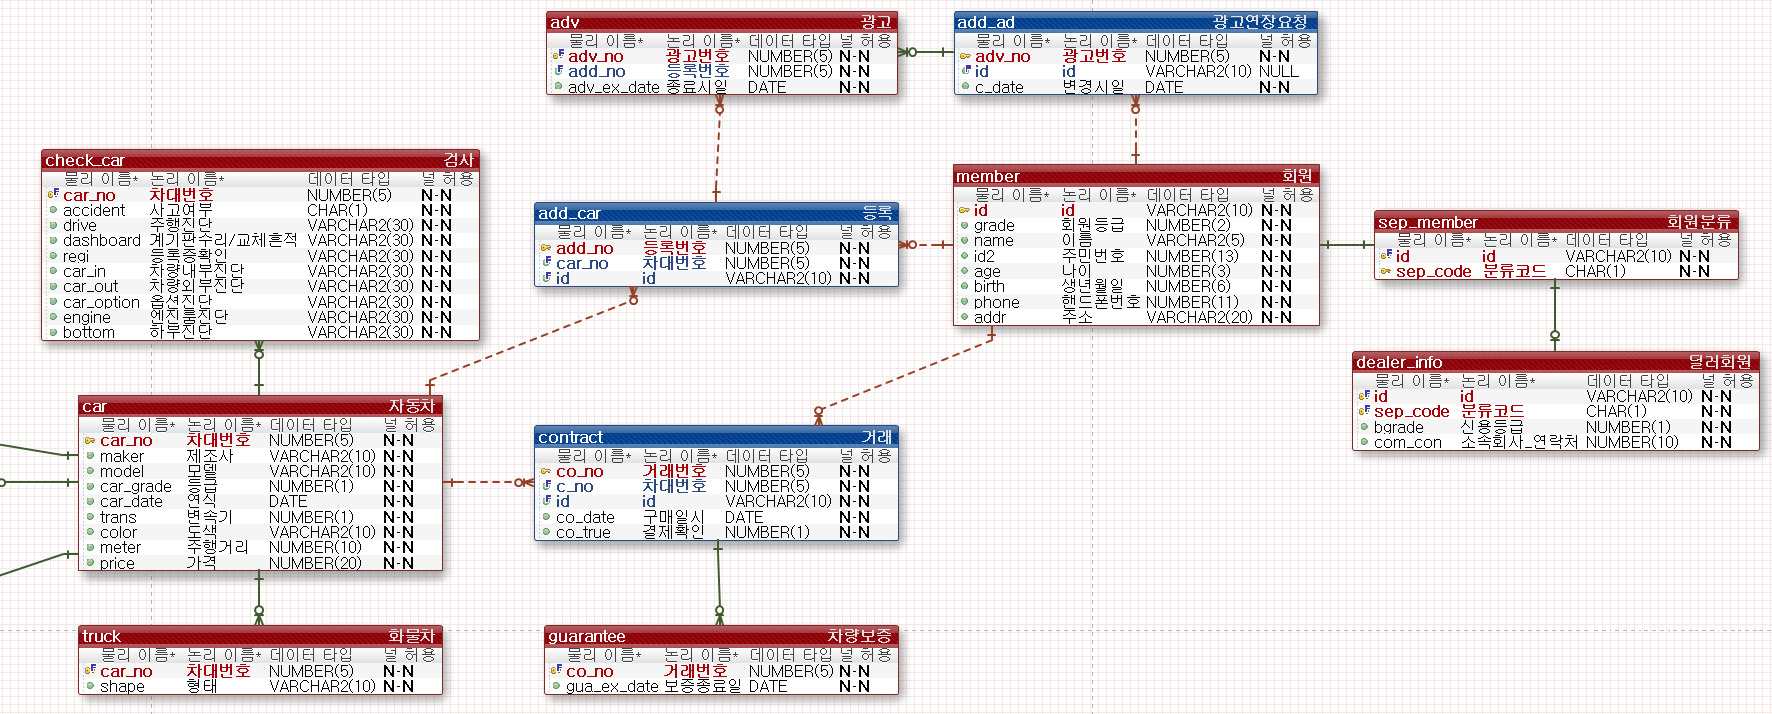 adv 광고
물리 이름* 논리 이름* 데이터 타입 널 허용
adv_no 광고번호 NUMBER(5) N-N
add_no 등록번호 NUMBER(5) N-N
adv_ex_date 종료시일 DATE N-N
add_ad 광고연장요청
물리 이름* 논리 이름* 데이터 타입 널 허용
adv_no 광고번호 NUMBER(5) N-N
id id VARCHAR2(10) NULL
c_date 변경시일 DATE N-N
check_car 검사
물리 이름* 논리 이름* 데이터 타입 널 허용
car_no 차대번호 NUMBER(5) N-N
accident 사고여부 CHAR(1) N-N
drive 주행진단 VARCHAR2(30) N-N
dashboard 계기판수리/교체흔적 VARCHAR2(30) N-N
regi 등록증확인 VARCHAR2(30) N-N
car_in 차량내부진단 VARCHAR2(30) N-N
car_out 차량외부진단 VARCHAR2(30) N-N
car_option 옵션진단 VARCHAR2(30) N-N
engine 엔진룸진단 VARCHAR2(30) N-N
bottom 하부진단 VARCHAR2(30) N-N
add_car 등록
물리 이름* 논리 이름* 데이터 타입 널 허용
add_no 등록번호 NUMBER(5) N-N
car_no 차대번호 NUMBER(5) N-N
id id VARCHAR2(10) N-N
member 회원
물리 이름* 논리 이름* 데이터 타입 널 허용
id id VARCHAR2(10) N-N
grade 회원등급 NUMBER(2) N-N
name 이름 VARCHAR2(5) N-N
id2 주민번호 NUMBER(13) N-N
age 나이 NUMBER(3) N-N
birth 생년월일 NUMBER(6) N-N
phone 핸드폰번호 NUMBER(11) N-N
addr 주소 VARCHAR2(20) N-N
sep_member 회원분류
물리 이름* 논리 이름* 데이터 타입 널 허용
id id VARCHAR2(10) N-N
sep_code 분류코드 CHAR(1) N-N
dealer_info 딜러회원
물리 이름* 논리 이름* 데이터 타입 널 허용
id id VARCHAR2(10) N-N
sep_code 분류코드 CHAR(1) N-N
bgrade 신용등급 NUMBER(1) N-N
com_con 소속회사_연락처 NUMBER(10) N-N
car 자동차
물리 이름* 논리 이름* 데이터 타입 널 허용
car_no 차대번호 NUMBER(5) N-N
maker 제조사 VARCHAR2(10) N-N
model 모델 VARCHAR2(10) N-N
car_grade 등급 NUMBER(1) N-N
car_date 연식 DATE N-N
trans 변속기 NUMBER(1) N-N
color 도색 VARCHAR2(10) N-N
meter 주행거리 NUMBER(10) N-N
price 가격 NUMBER(20) N-N
contract 거래
물리 이름* 논리 이름* 데이터 타입 널 허용
co_no 거래번호 NUMBER(5) N-N
c_no 차대번호 NUMBER(5) N-N
id id VARCHAR2(10) N-N
co_date 구매일시 DATE N-N
co_true 결제확인 NUMBER(1) N-N
truck 화물차
물리 이름* 논리 이름* 데이터 타입 널 허용
car_no 차대번호 NUMBER(5) N-N
shape 형태 VARCHAR2(10) N-N
guarantee 차량보증
물리 이름* 논리 이름* 데이터 타입 널 허용
co_no 거래번호 NUMBER(5) N-N
gua_ex_date 보증종료일 DATE N-N